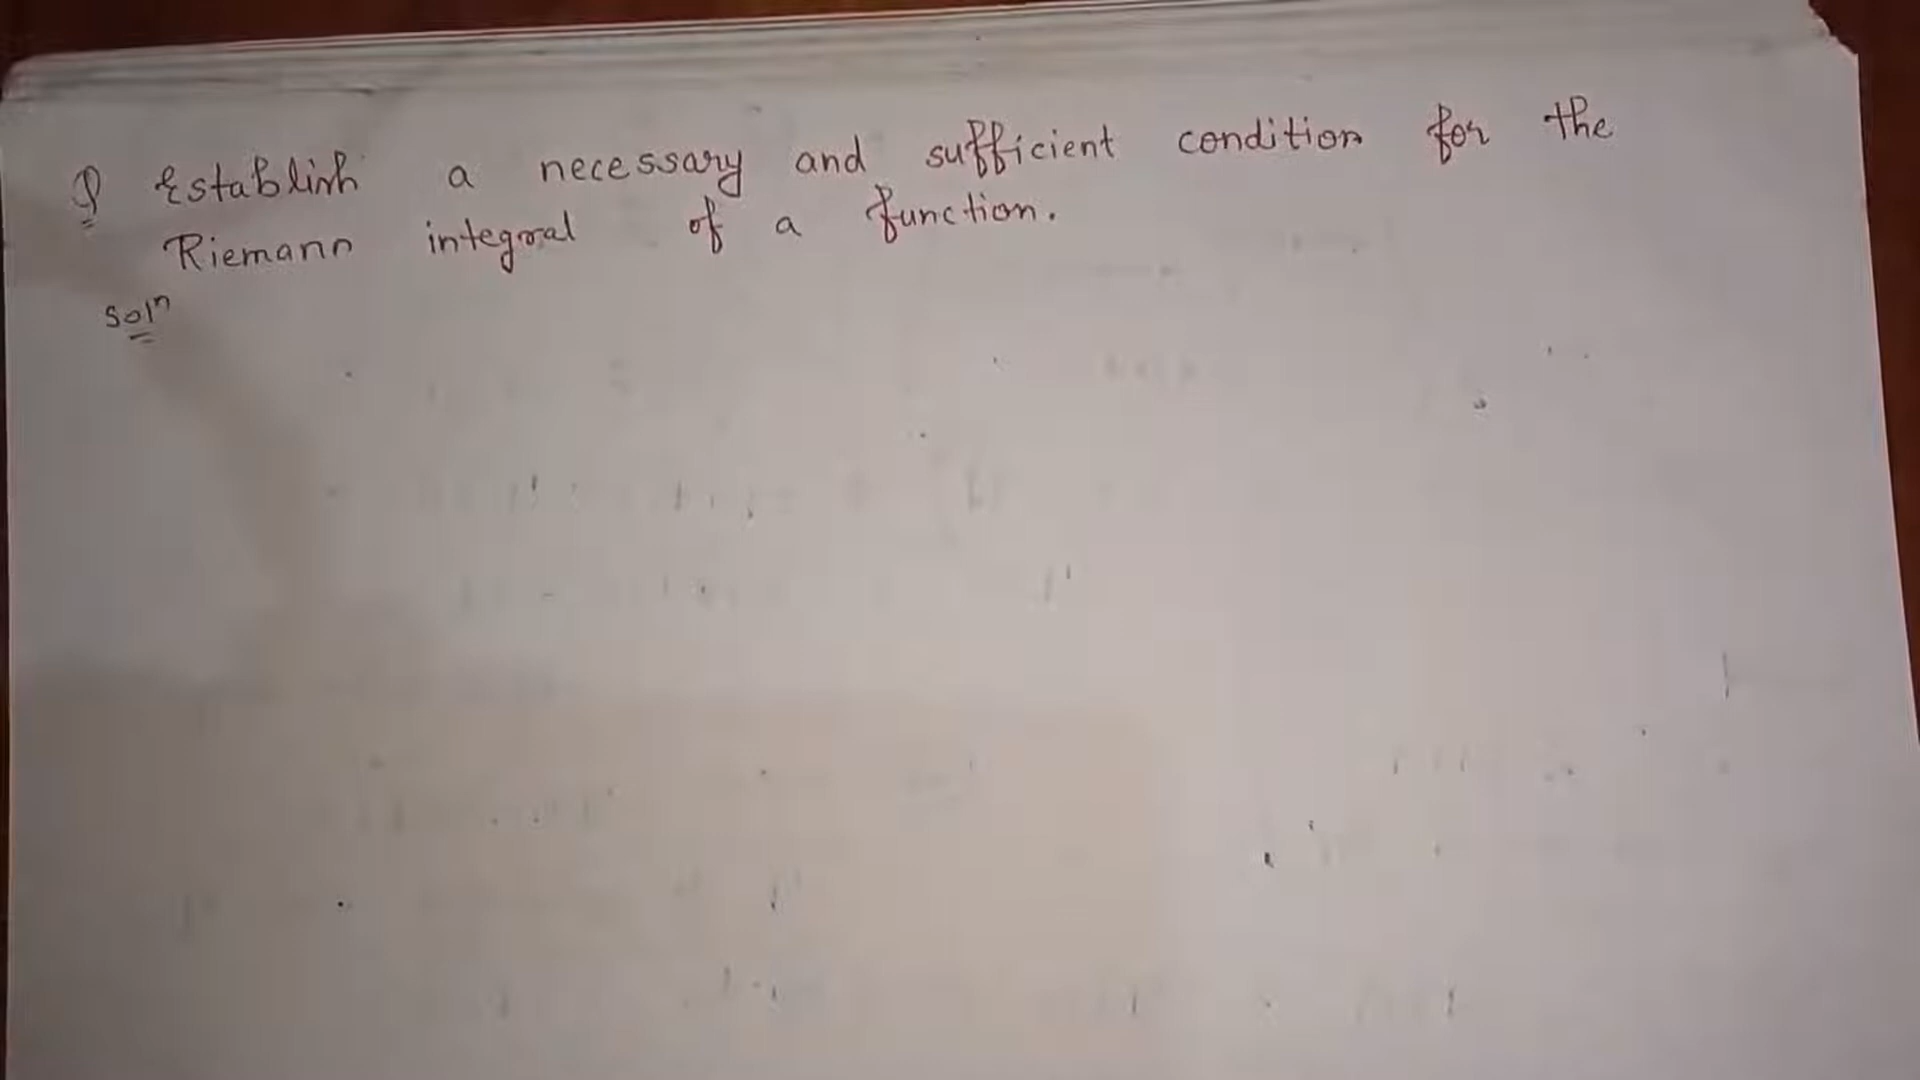 Q Establish a necessary and sufficient condition for the
Riemann integral of a function.
Soln